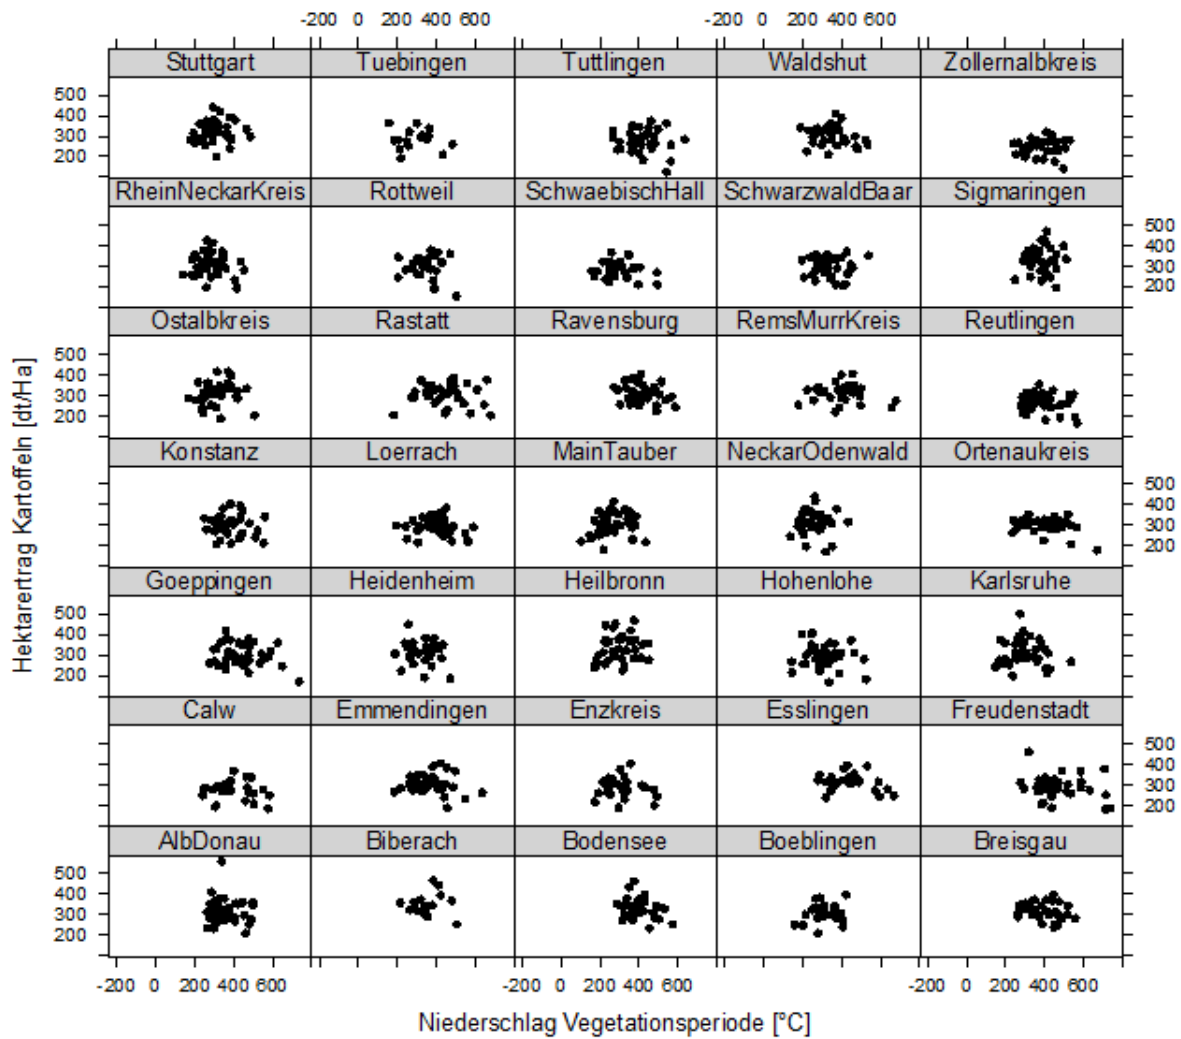 -200 0 200 400 600 -200 0 200 400 600
Stuttgart Tuebingen Tuttlingen Waldshut Zollernalbkreis
500
400
300
200
RheinNeckarKreis Rottweil SchwaebischHall SchwarzwaldBaar Sigmaringen
500
400
300
200
Ostalbkreis Rastatt Ravensburg RemsMurrKreis Reutlingen
500
400
300
200
Konstanz Loerrach MainTauber NeckarOdenwald Ortenaukreis
500
400
300
200
Goeppingen Heidenheim Heilbronn Hohenlohe Karlsruhe
500
400
300
200
Calw Emmendingen Enzkreis Esslingen Freudenstadt
500
400
300
200
AlbDonau Biberach Bodensee Boeblingen Breisgau
500
400
300
200
-200 0 200 400 600 -200 0 200 400 600 -200 0 200 400 600
Hektarertrag Kartoffeln [dt/Ha]
Niederschlag Vegetationsperiode [°C]